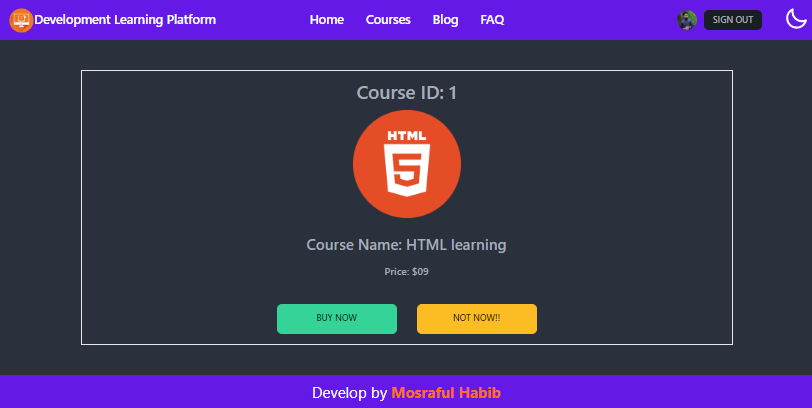 Development Learning Platform
Home Courses Blog FAQ
SIGN OUT
Course ID: 1
HTML
5
Course Name: HTML learning
Price: $09
BUY NOW NOT NOW!!
Develop by Mosraful Habib